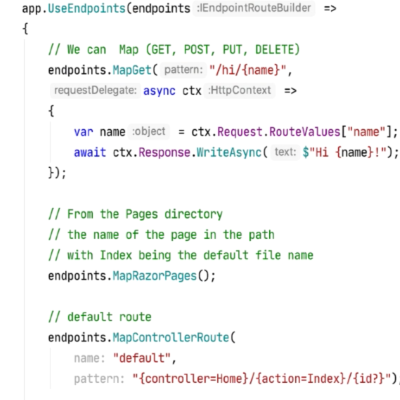 app.UseEndpoints(endpoints :IEndpointRouteBuilder =>
{
// We can Map (GET, POST, PUT, DELETE)
endpoints.MapGet( pattern: "/hi/{name}",
requestDelegate: async ctx :HttpContext =>
{
var name :object = ctx.Request.RouteValues["name"];
await ctx.Response.WriteAsync( text: $"Hi {name}!");
});
// From the Pages directory
// the name of the page in the path
// with Index being the default file name
endpoints.MapRazorPages();
// default route
endpoints.MapControllerRoute(
name: "default",
pattern: "{controller=Home}/{action=Index}/{id?}")